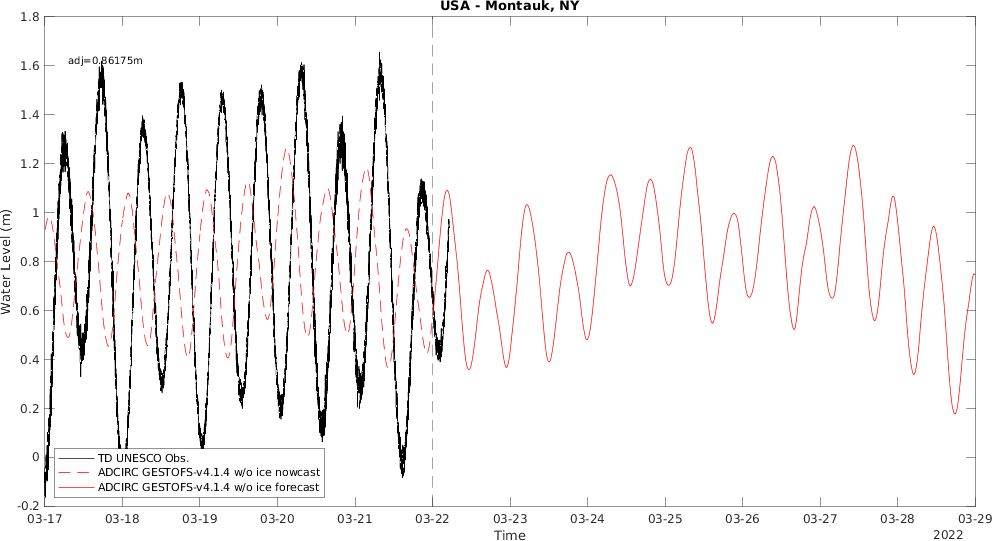 USA - Montauk, NY
1.8
1.6
1.4
1.2
1
0.8
0.6
0.4
0.2
0
-0.2
Water Level (m)
adj=0.86175m
TD UNESCO Obs.
ADCIRC GESTOFS-v4.1.4 w/o ice nowcast
ADCIRC GESTOFS-v4.1.4 w/o ice forecast
03-17 03-18 03-19 03-20 03-21 03-22 03-23 03-24 03-25 03-26 03-27 03-28 03-29
Time
2022